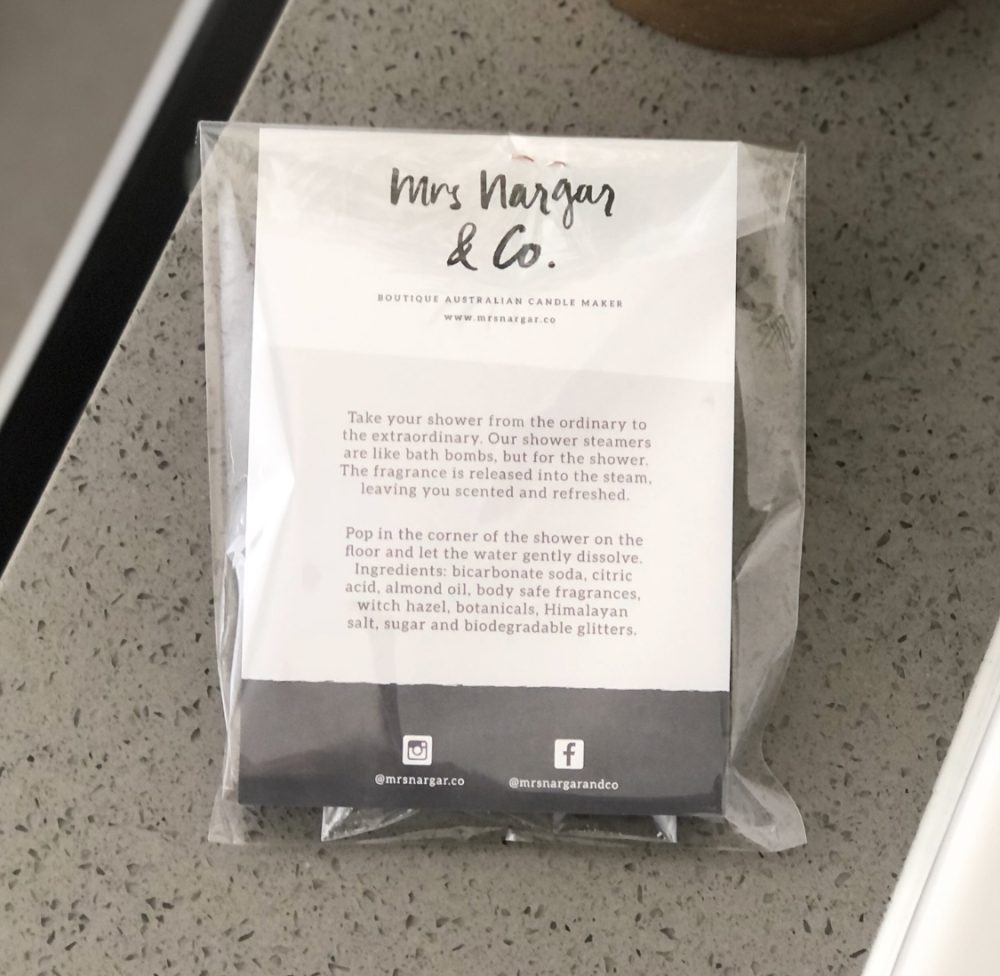 Mrs Nargar
& Co.
BOUTIQUE AUSTRALIAN CANDLE MAKER
www.mrsnargar.co
Take your shower from the ordinary to
the extraordinary. Our shower steamers
are like bath bombs, but for the shower.
The fragrance is released into the steam,
leaving you scented and refreshed.
Pop in the corner of the shower on the
floor and let the water gently dissolve.
Ingredients: bicarbonate soda, citric
acid, almond oil, body safe fragrances,
witch hazel, botanicals, Himalayan
salt, sugar and biodegradable glitters.
@mrsnargar.co
@mrsnargarandco